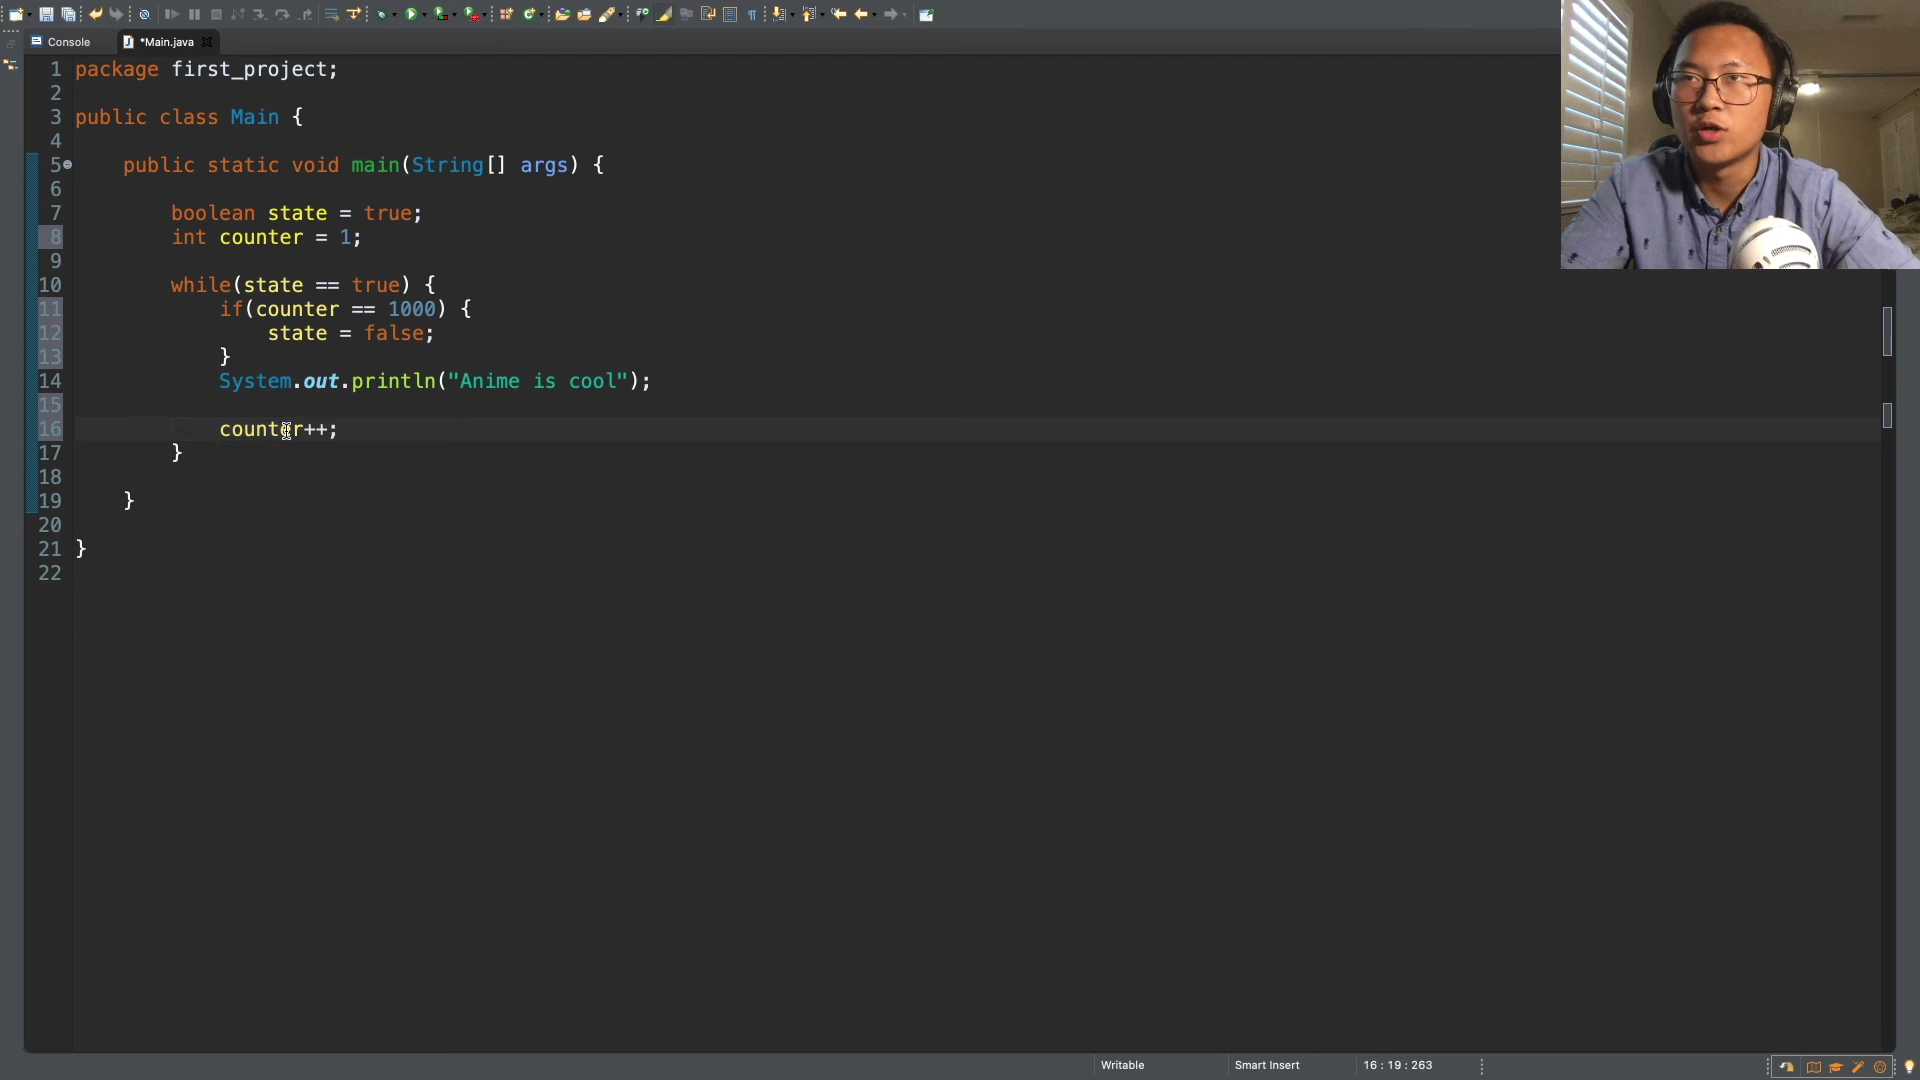 Console
*Main.java
1 package first_project;
2
3 public class Main {
4
5 public static void main(String[] args) {
6
7 boolean state = true;
8 int counter = 1;
9
10 while(state == true) {
11 if(counter == 1000) {
12 state = false;
13 }
14 System.out.println("Anime is cool");
15
16 counter++;
17 }
18
19 }
20
21 }
22
Writable
Smart Insert
16 : 19 : 263